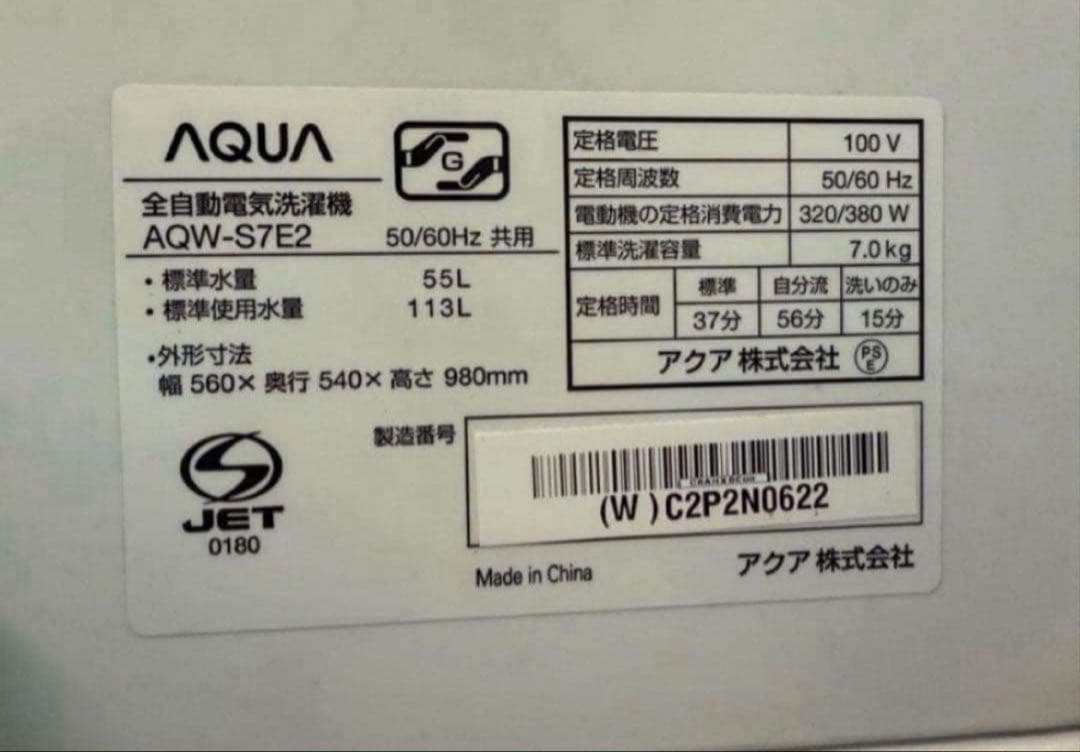 AQUA
G
全自動電気洗濯機
AQW-S7E2 50/60Hz 共用
・標準水量 55L
・標準使用水量 113L
・外形寸法
幅 560× 奥行 540× 高さ 980mm
定格電圧 100 V
定格周波数 50/60 Hz
電動機の定格消費電力 320/380 W
標準洗濯容量 7.0kg
定格時間 標準 自分流 洗いのみ
37分 56分 15分
アクア 株式会社 PSE
S
JET
0180
製造番号
(W)C2P2N0622
Made in China
アクア 株式会社